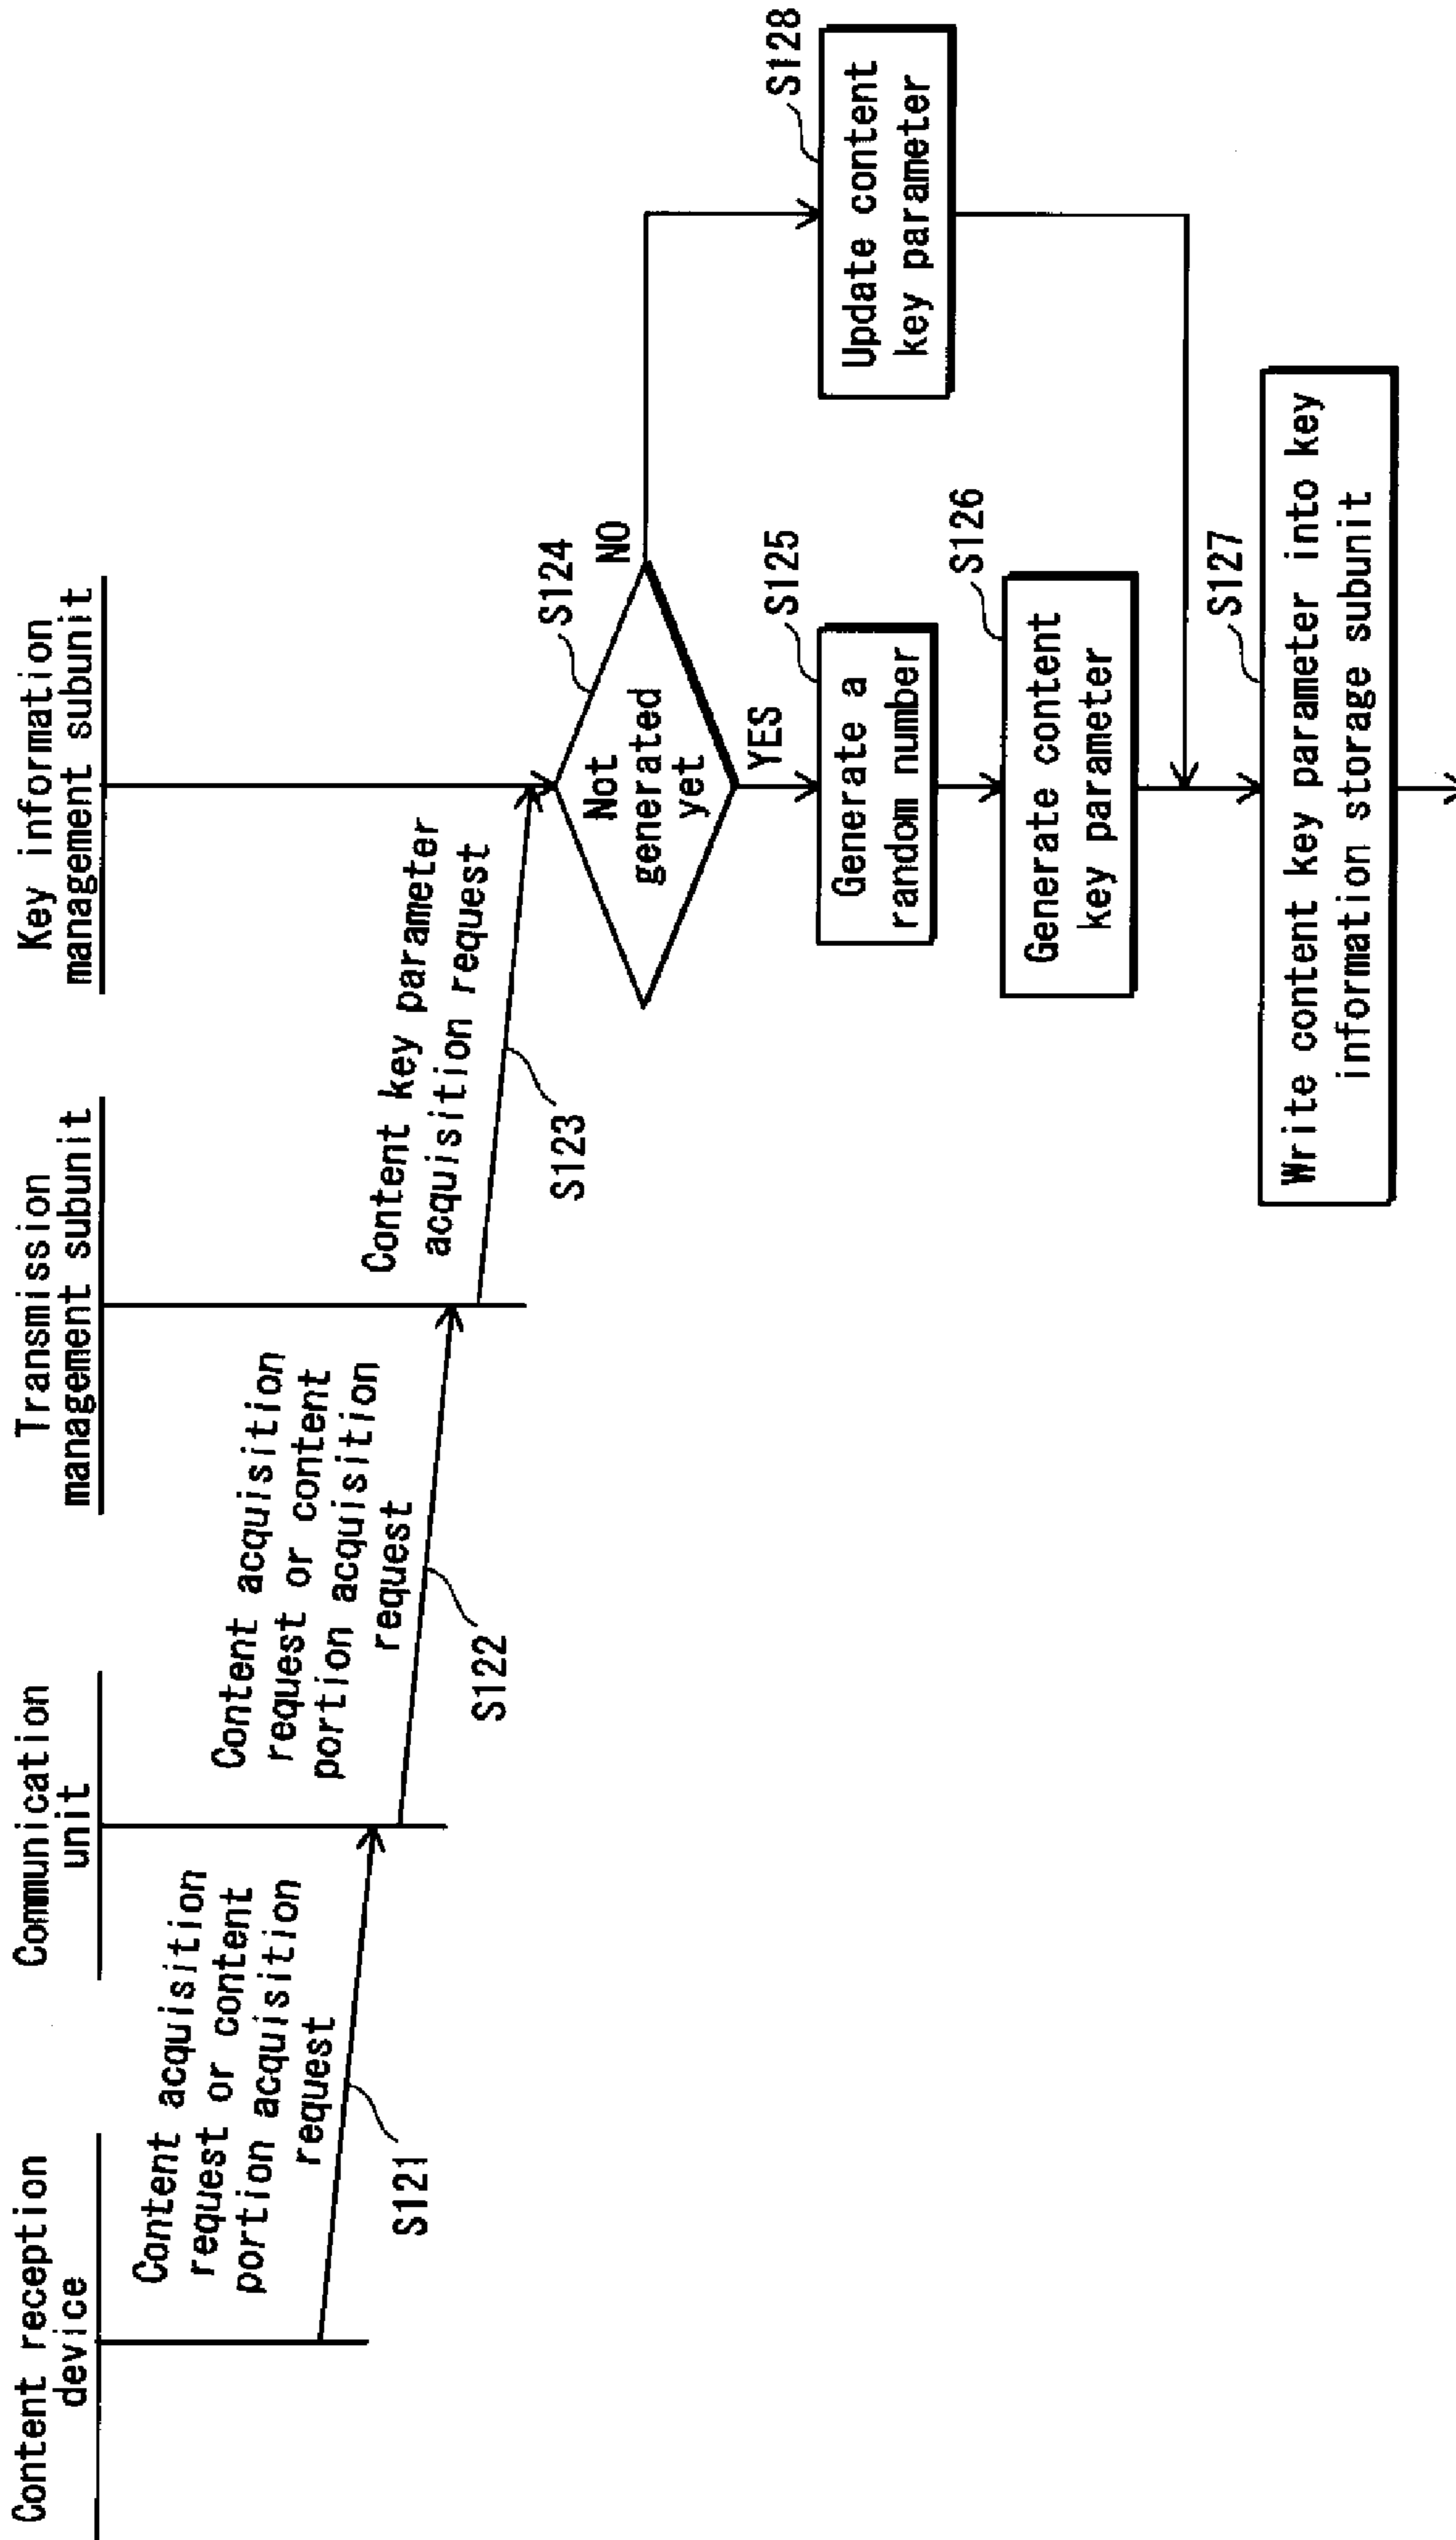 Content reception
device
Communication
unit
Transmission
management subunit
Key information
management subunit
Content acquisition
request or content
portion acquisition
request
S121
Content acquisition
request or content
portion acquisition
request
S122
Content key parameter
acquisition request
S123
Not
generated
yet
S124
NO
YES
Generate a
random number
S125
Update content
key parameter
S128
Generate content
key parameter
S126
Write content key parameter into key
information storage subunit
S127